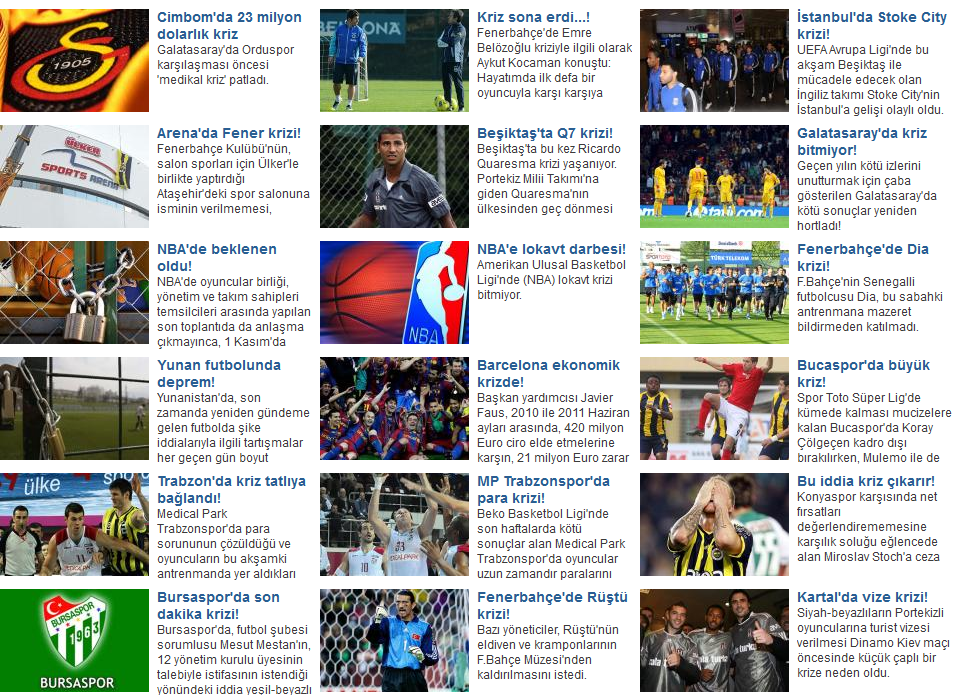 Cimbom'da 23 milyon
dolarlık kriz
Galatasaray'da Orduspor
karşılaşması öncesi
'medikal kriz' patladı.
1905
Kriz sona erdi...!
Fenerbahçe'de Emre
Belözoğlu kriziyle ilgili olarak
Aykut Kocaman konuştu:
Hayatımda ilk defa bir
oyuncuyla karşı karşıya
İstanbul'da Stoke City
krizi!
UEFA Avrupa Ligi'nde bu
akşam Beşiktaş ile
mücadele edecek olan
İngiliz takımı Stoke City'nin
İstanbul'a gelişi olaylı oldu.
Arena'da Fener krizi!
Fenerbahçe Kulübü'nün,
salon sporları için Ülker'le
birlikte yaptırdığı
Ataşehir'deki spor salonuna
isminin verilmemesi,
ÜLKER
SPORTS ARENA
Beşiktaş'ta Q7 krizi!
Beşiktaş'ta bu kez Ricardo
Quaresma krizi yaşanıyor.
Portekiz Milli Takımı'na
giden Quaresma'nın
ülkesinden geç dönmesi
Galatasaray'da kriz
bitmiyor!
Geçen yılın kötü izlerini
unutturmak için çaba
gösterilen Galatasaray'da
kötü sonuçlar yeniden
hortladı!
NBA'de beklenen
oldu!
NBA'de oyuncular birliği,
yönetim ve takım sahipleri
temsilcileri arasında yapılan
son toplantıda da anlaşma
çıkmayınca, 1 Kasım'da
NBA'e lokavt darbesi!
Amerikan Ulusal Basketbol
Ligi'nde (NBA) lokavt krizi
bitmiyor.
NBA
Fenerbahçe'de Dia
krizi!
F.Bahçe'nin Senegalli
futbolcusu Dia, bu sabahki
antrenmana mazeret
bildirmeden katılmadı.
TÜRK TELEKOM
Yunan futbolunda
deprem!
Yunanistan'da, son
zamanda yeniden gündeme
gelen futbolda şike
iddialarıyla ilgili tartışmalar
her geçen gün boyut
Barcelona ekonomik
krizde!
Başkan yardımcısı Javier
Faus, 2010 ile 2011 Haziran
ayları arasında, 420 milyon
Euro ciro elde etmelerine
karşın, 21 milyon Euro zarar
Bucaspor'da büyük
kriz!
Spor Toto Süper Lig'de
kümede kalması mucizelere
kalan Bucaspor'da Koray
Çölgeçen kadro dışı
bırakılırken, Mulemo ile de
Trabzon'da kriz tatlıya
bağlandı!
Medical Park
Trabzonspor'da para
sorununun çözüldüğü ve
oyuncuların bu akşamki
antrenmanda yer aldıkları
ülke
MP Trabzonspor'da
para krizi!
Beko Basketbol Ligi'nde
son haftalarda kötü
sonuçlar alan Medical Park
Trabzonspor'da oyuncular
uzun zamandır paralarını
Bu iddia kriz çıkarır!
Konyaspor karşısında net
fırsatları
değerlendirememesine
karşılık soluğu eğlencede
alan Miroslav Stoch'a ceza
Bursaspor'da son
dakika krizi!
Bursaspor'da, futbol şubesi
sorumlusu Mesut Mestan'ın,
12 yönetim kurulu üyesinin
talebiyle istifasının istendiği
yönündeki iddia yeşil-beyazlı
BURSASPOR
1963
BURSASPOR
Fenerbahçe'de Rüştü
krizi!
Bazı yöneticiler, Rüştü'nün
eldiven ve kramponlarının
F.Bahçe Müzesi'nden
kaldırılmasını istedi.
Kartal'da vize krizi!
Siyah-beyazlıların Portekizli
oyuncularına turist vizesi
verilmesi Dinamo Kiev maçı
öncesinde küçük çaplı bir
krize neden oldu.